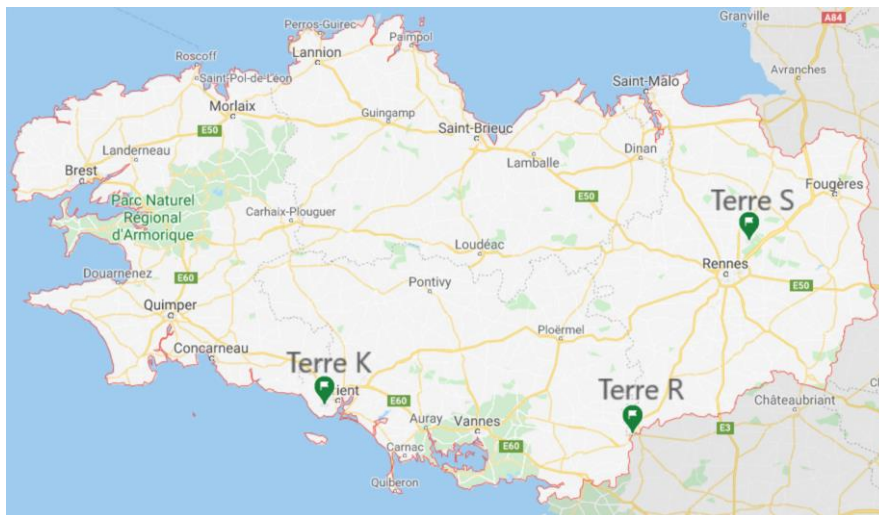 Granville
A84
Perros-Guirec
Paimpol
Lannion
Roscoff
Saint-Pol-de-Léon
Avranches
Saint-Malo
Morlaix
Guingamp
E50
Saint-Brieuc
Landerneau
Lamballe
Dinan
Brest
Fougères
E50
Parc Naturel
Régional
d'Armorique
Terre S
Carhaix-Plouguer
Loudéac
Rennes
Douarnenez
E60
Pontivy
E50
Quimper
Ploërmel
Concarneau
Terre K
Terre R
ient
E60
Châteaubriant
Auray
Vannes
E3
Carnac
E60
Quiberon